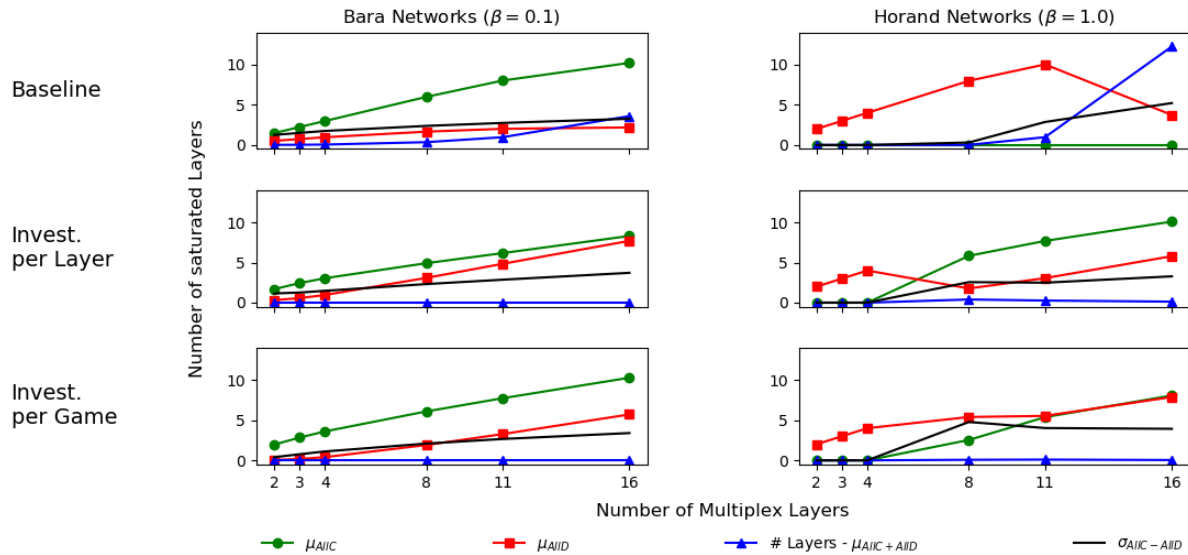 Bara Networks (β = 0.1)
Horand Networks (β = 1.0)
Baseline
Invest.
per Layer
Invest.
per Game
Number of saturated Layers
10
5
0
10
5
0
10
5
0
10
5
0
10
5
0
10
5
0
2 3 4 8 11 16
2 3 4 8 11 16
Number of Multiplex Layers
μAllC
μAllD
# Layers - μAllC+AllD
σAllC−AllD